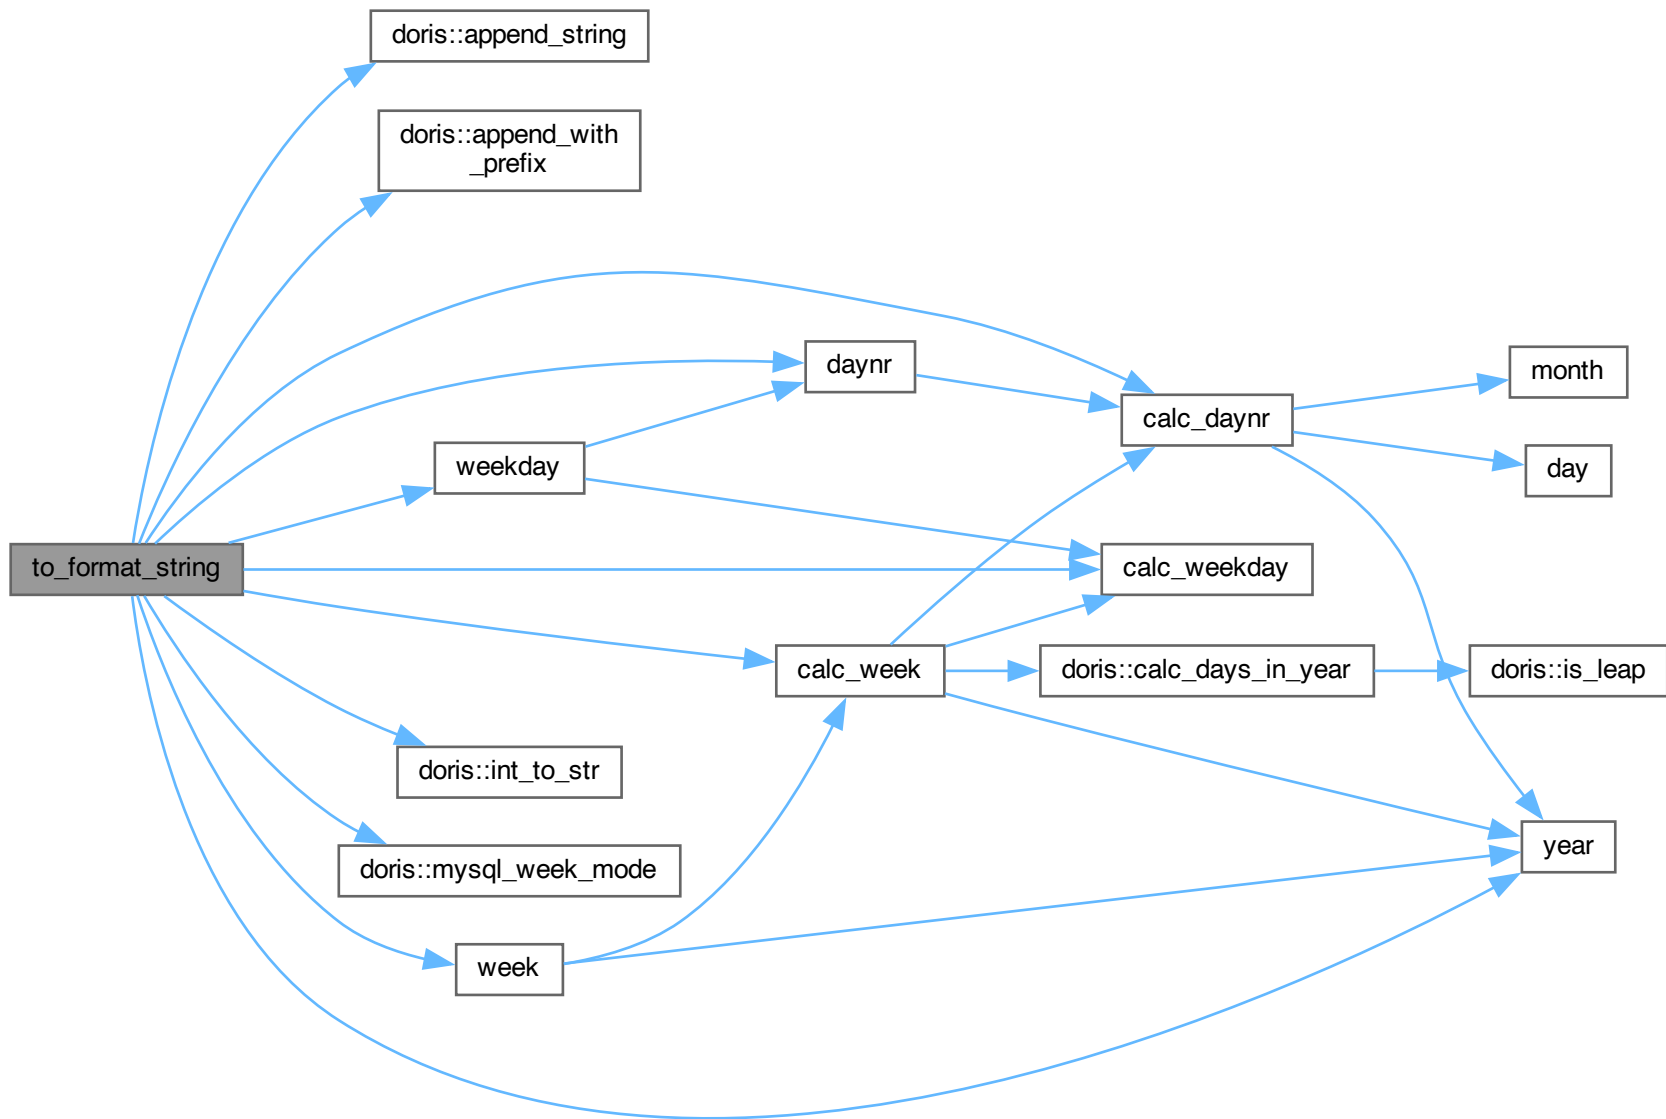 doris::append_string
doris::append_with
_prefix
daynr
month
calc_daynr
weekday
day
to_format_string
calc_weekday
calc_week
doris::calc_days_in_year
doris::is_leap
doris::int_to_str
year
doris::mysql_week_mode
week